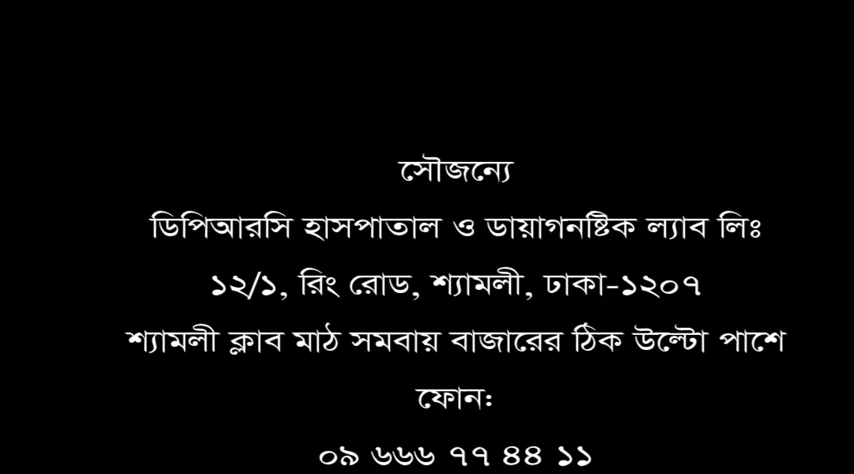 সৌজন্যে
ডিপিআরসি হাসপাতাল ও ডায়াগনষ্টিক ল্যাব লিঃ
১২/১, রিং রোড, শ্যামলী, ঢাকা-১২০৭
শ্যামলী ক্লাব মাঠ সমবায় বাজারের ঠিক উল্টো পাশে
ফোন:
০৯ ৬৬৬ ৭৭ ৪৪ ১১